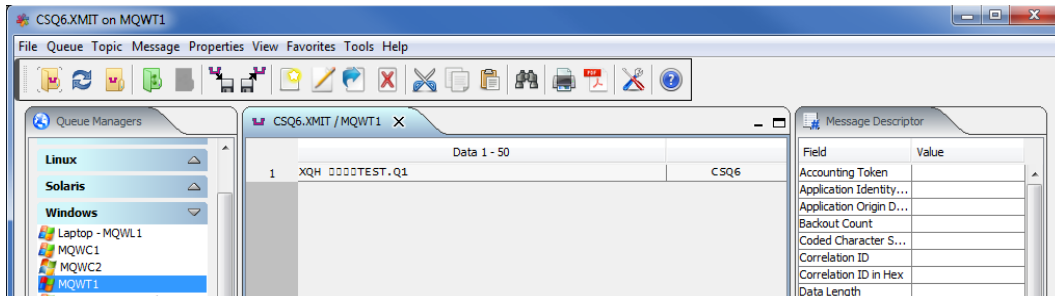 CSQ6.XMIT on MQWT1
File Queue Topic Message Properties View Favorites Tools Help
PDF
Queue Managers
CSQ6.XMIT / MQWT1
Message Descriptor
Linux
Solaris
Windows
Laptop - MQWL1
MQWC1
MQWC2
MQWT1
Data 1 - 50
1 XQH □□□□TEST.Q1 CSQ6
Field Value
Accounting Token
Application Identity...
Application Origin D...
Backout Count
Coded Character S...
Correlation ID
Correlation ID in Hex
Data Length